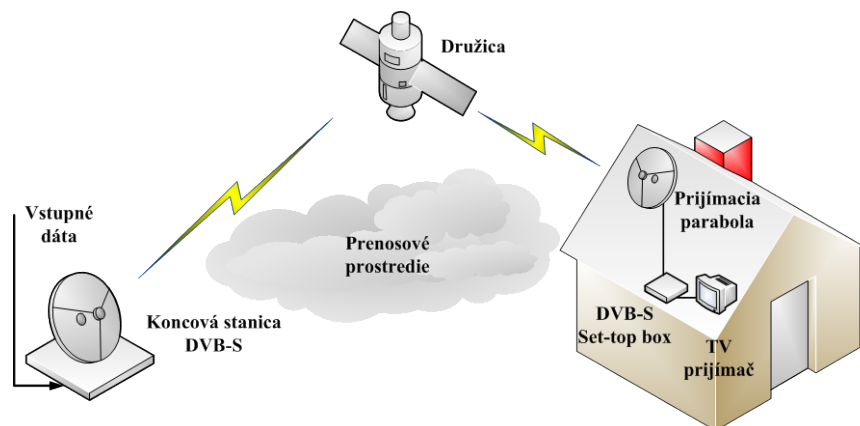 Družica
Vstupné
dáta
Prenosové
prostredie
Koncová stanica
DVB-S
Prijímacia
parabola
DVB-S
Set-top box
TV
prijímač